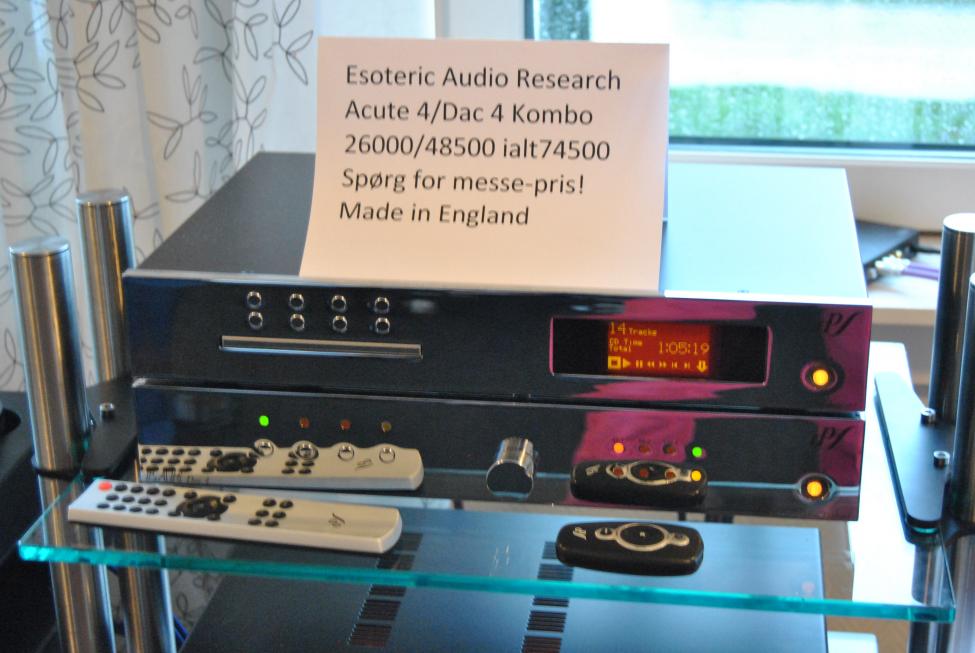 Esoteric Audio Research
Acute 4/Dac 4 Kombo
26000/48500 ialt74500
Spørg for messe-pris!
Made in England
14 Tracks
CD Time
Total 1:05:19